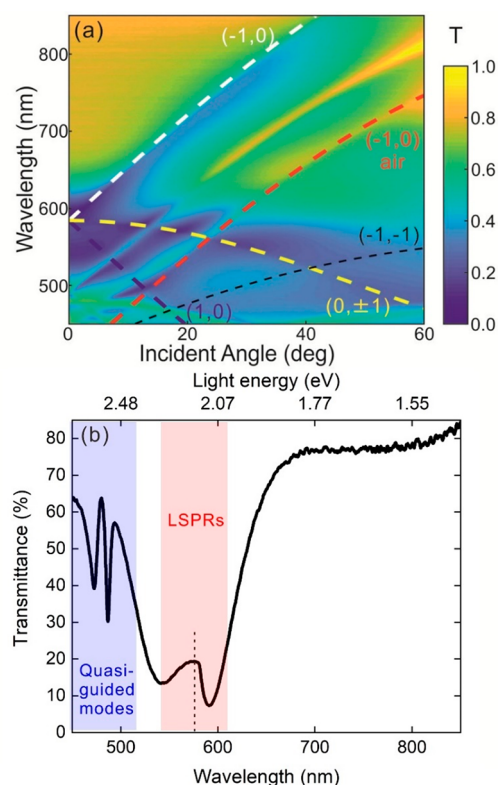 (a)
(-1,0)
T
800
700
600
500
Wavelength (nm)
(-1,0)
air
(-1,-1)
(1,0)
(0,±1)
1.0
0.8
0.6
0.4
0.2
0.0
0 20 40 60
Incident Angle (deg)
Light energy (eV)
2.48 2.07 1.77 1.55
(b)
80
70
60
50
40
30
20
10
0
Transmittance (%)
LSPRs
Quasi-
guided
modes
500 600 700 800
Wavelength (nm)